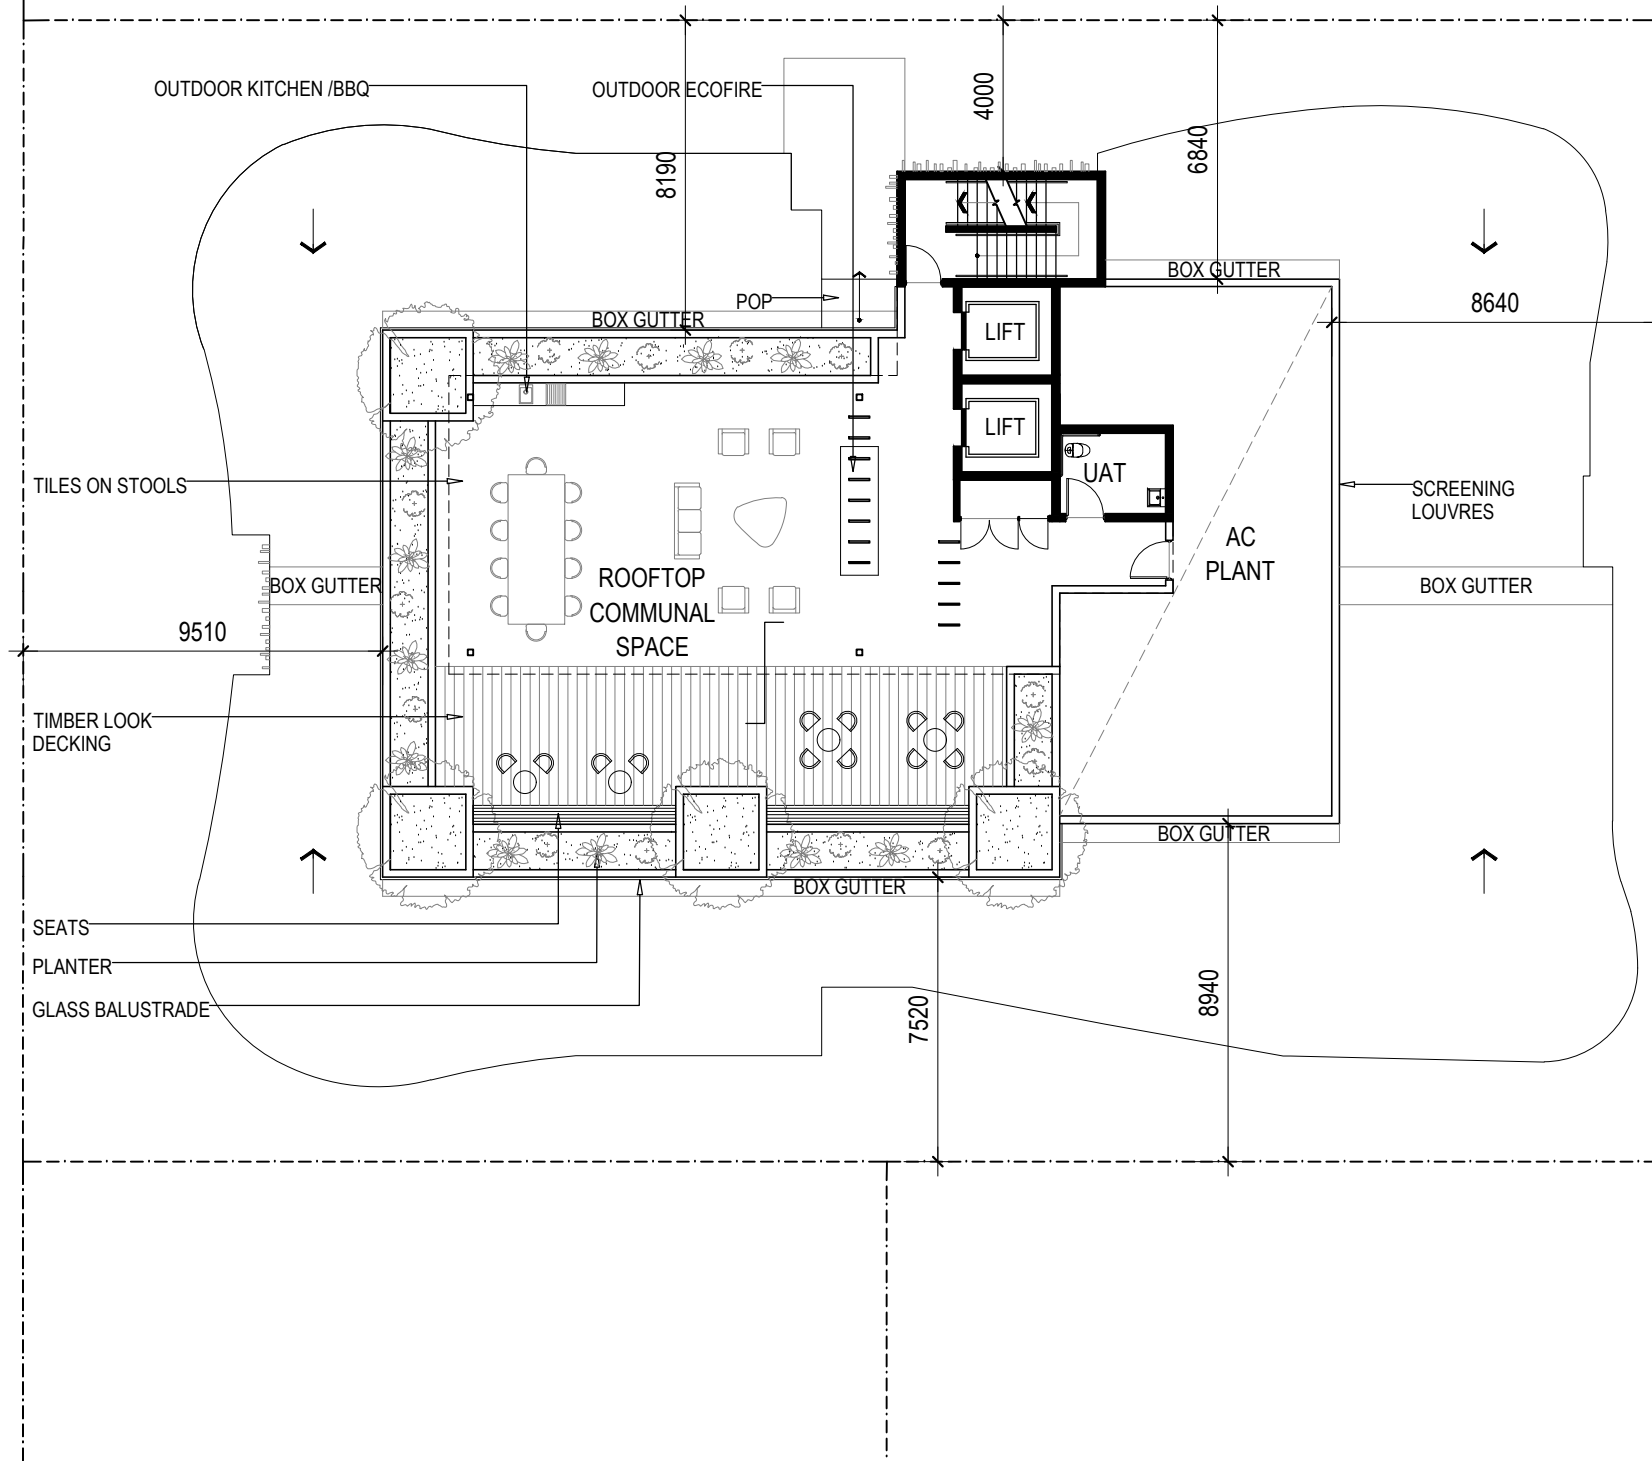 OUTDOOR KITCHEN /BBQ
OUTDOOR ECOFIRE
4000
6840
8190
BOX GUTTER
POP
8640
BOX GUTTER
LIFT
LIFT
UAT
TILES ON STOOLS
SCREENING
LOUVRES
AC
PLANT
ROOFTOP
COMMUNAL
SPACE
BOX GUTTER
BOX GUTTER
9510
TIMBER LOOK
DECKING
BOX GUTTER
BOX GUTTER
SEATS
PLANTER
GLASS BALUSTRADE
7520
8940